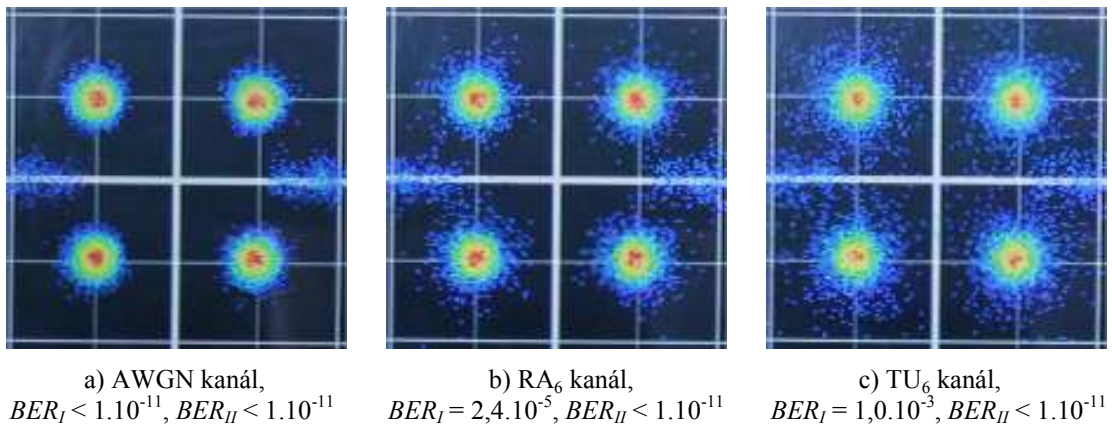 a) AWGN kanál,
BER_I < 1.10^-11, BER_II < 1.10^-11
b) RA_6 kanál,
BER_I = 2,4.10^-5, BER_II < 1.10^-11
c) TU_6 kanál,
BER_I = 1,0.10^-3, BER_II < 1.10^-11